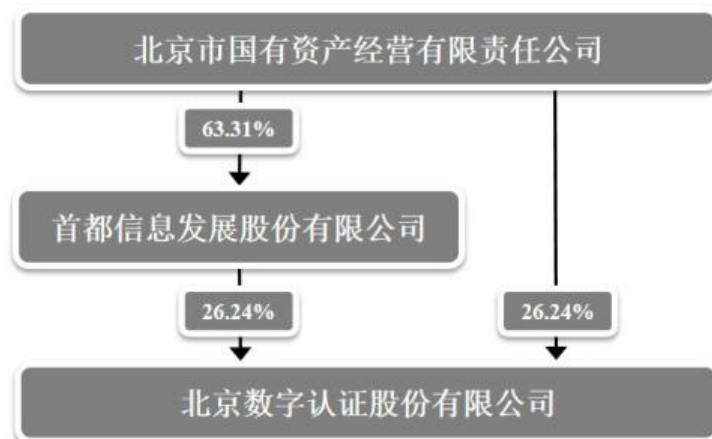 北京市国有资产经营有限责任公司
63.31%
首都信息发展股份有限公司
26.24%
26.24%
北京数字认证股份有限公司